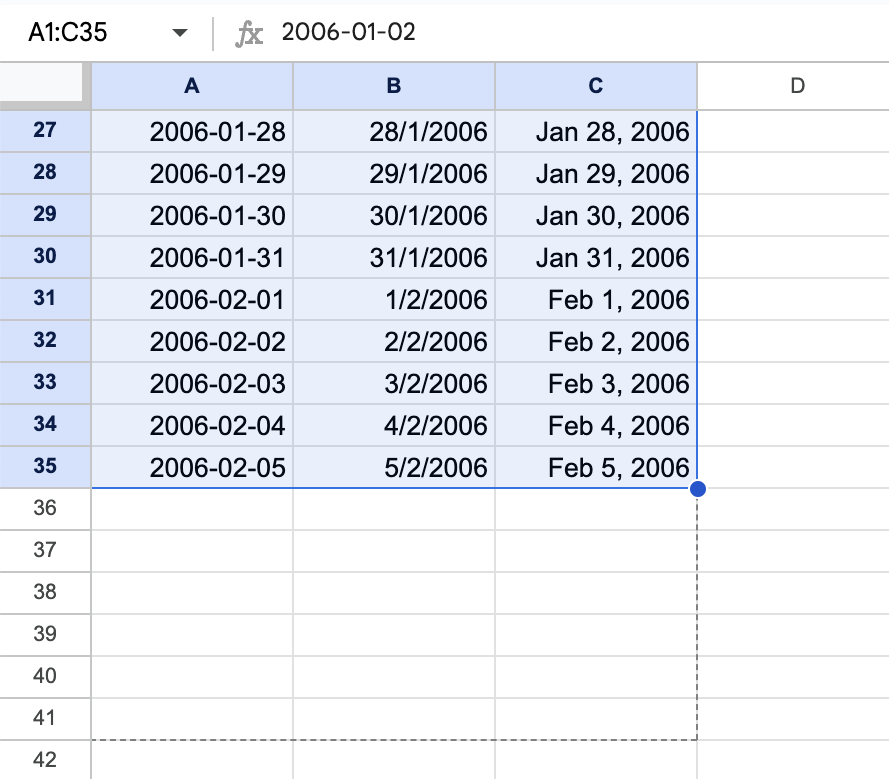 A1:C35 fx 2006-01-02
A B C D
27 2006-01-28 28/1/2006 Jan 28, 2006
28 2006-01-29 29/1/2006 Jan 29, 2006
29 2006-01-30 30/1/2006 Jan 30, 2006
30 2006-01-31 31/1/2006 Jan 31, 2006
31 2006-02-01 1/2/2006 Feb 1, 2006
32 2006-02-02 2/2/2006 Feb 2, 2006
33 2006-02-03 3/2/2006 Feb 3, 2006
34 2006-02-04 4/2/2006 Feb 4, 2006
35 2006-02-05 5/2/2006 Feb 5, 2006
36
37
38
39
40
41
42